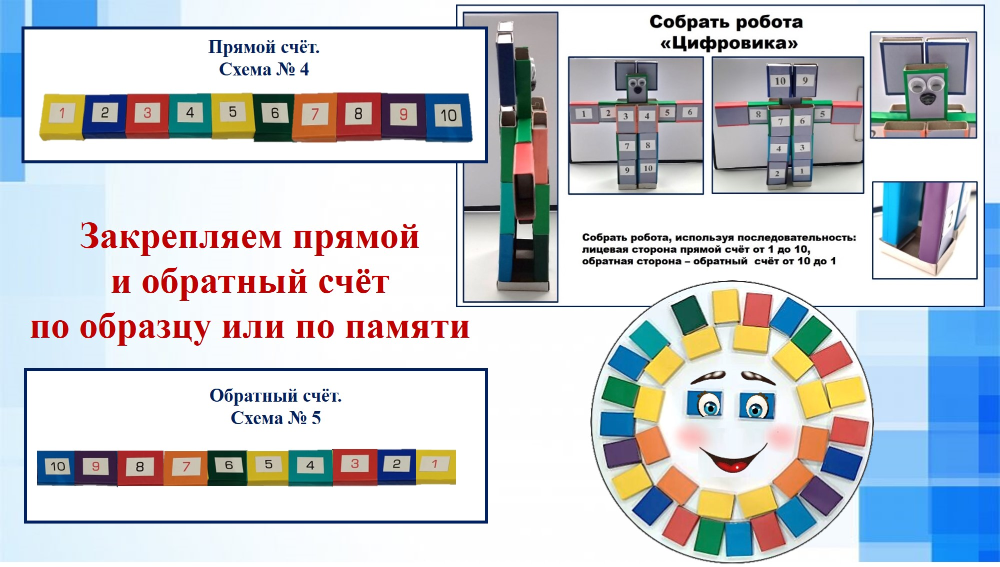 Прямой счёт.
Схема № 4
1 2 3 4 5 6 7 8 9 10
Собрать робота
«Цифровика»
1 2 3 4 5 6
7 8
9 10
10 9
8 7 6 5
4 3
2 1
2
Собрать робота, используя последовательность:
лицевая сторона прямой счёт от 1 до 10,
обратная сторона – обратный счёт от 10 до 1
Закрепляем прямой
и обратный счёт
по образцу или по памяти
Обратный счёт.
Схема № 5
10 9 8 7 6 5 4 3 2 1